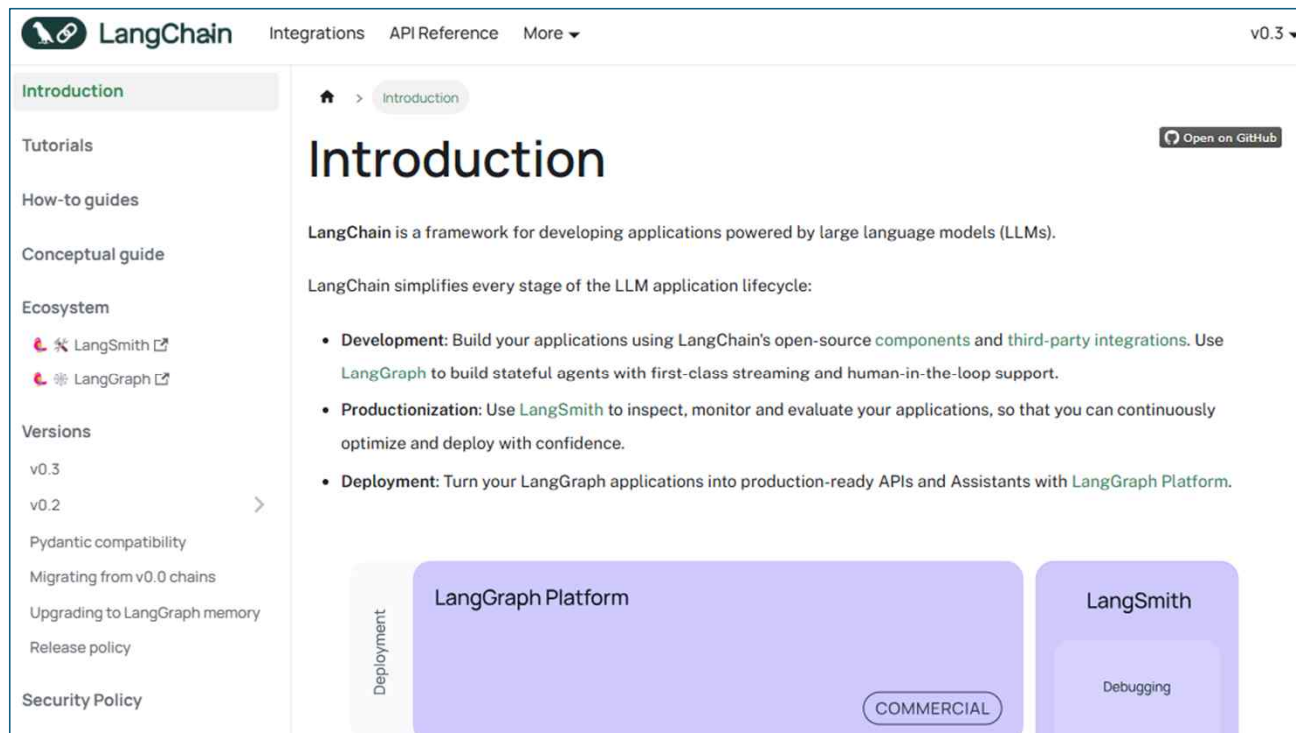 LangChain
Integrations
API Reference
More
v0.3
Introduction
Tutorials
How-to guides
Conceptual guide
Ecosystem
LangSmith
LangGraph
Versions
v0.3
v0.2
Pydantic compatibility
Migrating from v0.0 chains
Upgrading to LangGraph memory
Release policy
Security Policy
Introduction
Open on GitHub
Introduction
LangChain is a framework for developing applications powered by large language models (LLMs).
LangChain simplifies every stage of the LLM application lifecycle:
• Development: Build your applications using LangChain's open-source components and third-party integrations. Use
LangGraph to build stateful agents with first-class streaming and human-in-the-loop support.
• Productionization: Use LangSmith to inspect, monitor and evaluate your applications, so that you can continuously
optimize and deploy with confidence.
• Deployment: Turn your LangGraph applications into production-ready APIs and Assistants with LangGraph Platform.
Deployment
LangGraph Platform
COMMERCIAL
LangSmith
Debugging